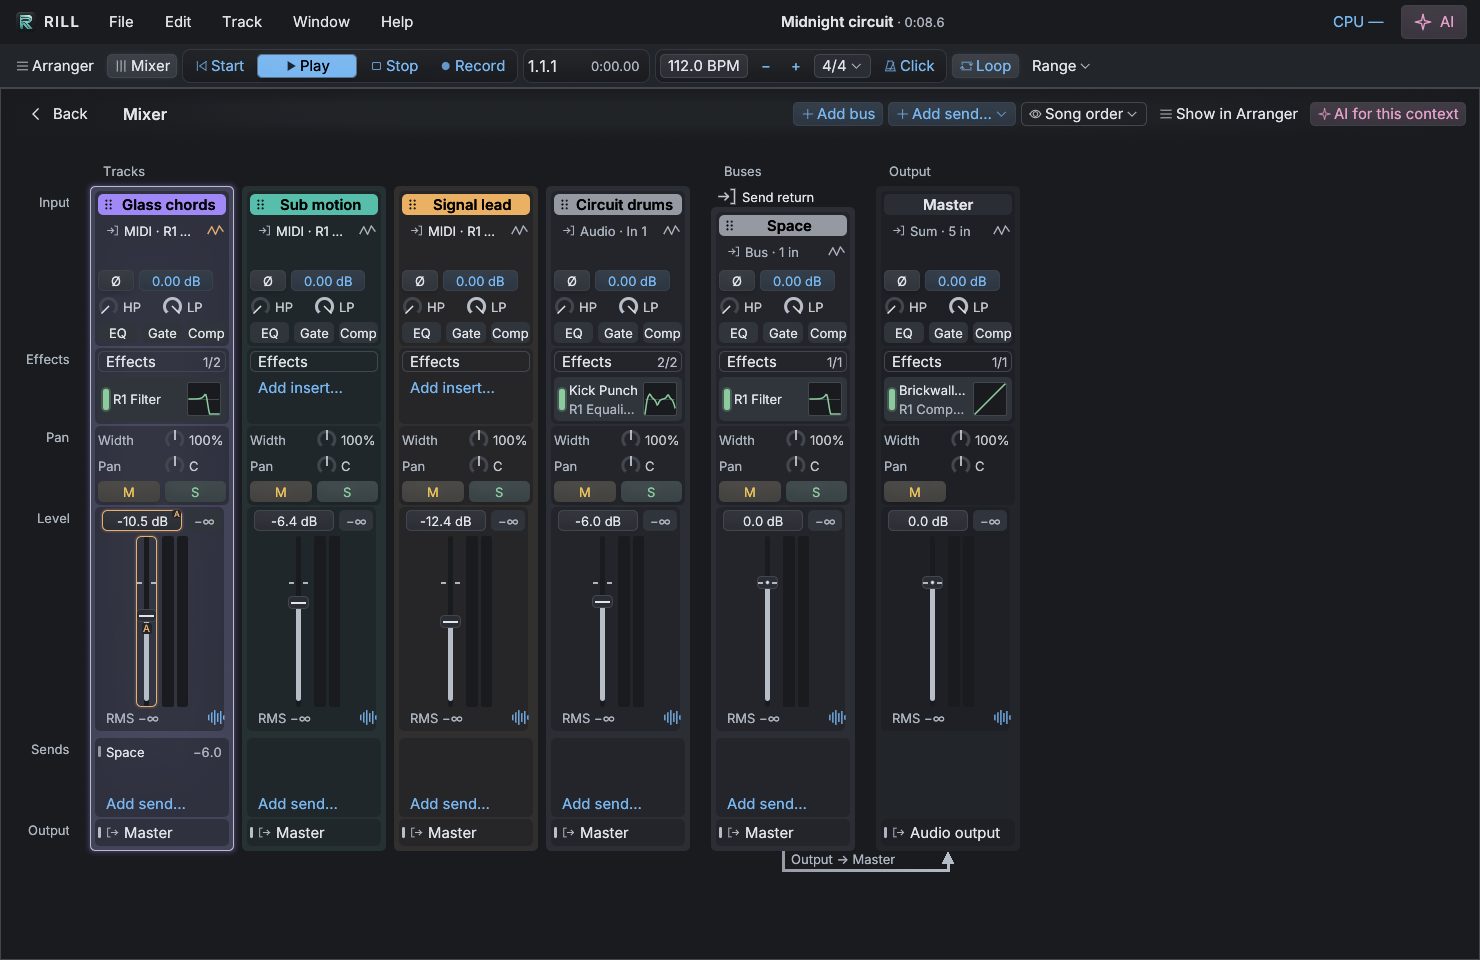 RILL File Edit Track Window Help Midnight circuit · 0:08.6 CPU — AI
Arranger Mixer Start Play Stop Record 1.1.1 0:00.00 112.0 BPM − + 4/4 Click Loop Range
Back Mixer + Add bus + Add send... Song order Show in Arranger AI for this context
Tracks Buses Output
Input
Send return
Glass chords Sub motion Signal lead Circuit drums Space Master
MIDI · R1 ... MIDI · R1 ... MIDI · R1 ... Audio · In 1 Bus · 1 in Sum · 5 in
Ø 0.00 dB Ø 0.00 dB Ø 0.00 dB Ø 0.00 dB Ø 0.00 dB Ø 0.00 dB
HP LP HP LP HP LP HP LP HP LP HP LP
EQ Gate Comp EQ Gate Comp EQ Gate Comp EQ Gate Comp EQ Gate Comp EQ Gate Comp
Effects Effects 1/2 Effects Effects Effects 2/2 Effects 1/1 Effects 1/1
R1 Filter Add insert... Add insert... Kick Punch R1 Filter Brickwall...
R1 Equali... R1 Comp...
Pan Width 100% Width 100% Width 100% Width 100% Width 100% Width 100%
Pan C Pan C Pan C Pan C Pan C Pan C
M S M S M S M S M S M
Level -10.5 dB A −∞ -6.4 dB −∞ -12.4 dB −∞ -6.0 dB −∞ 0.0 dB −∞ 0.0 dB −∞
A
RMS −∞ RMS −∞ RMS −∞ RMS −∞ RMS −∞ RMS −∞
Sends Space −6.0
Add send... Add send... Add send... Add send... Add send...
Output Master Master Master Master Master Audio output
Output → Master